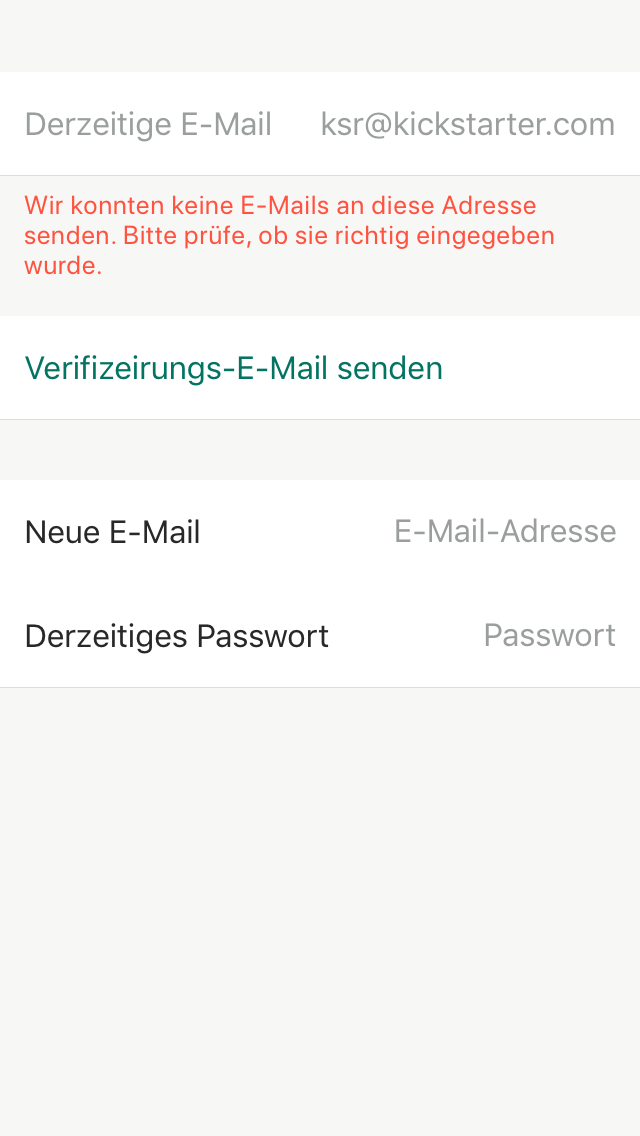 Derzeitige E-Mail ksr@kickstarter.com
Wir konnten keine E-Mails an diese Adresse
senden. Bitte prüfe, ob sie richtig eingegeben
wurde.
Verifizeirungs-E-Mail senden
Neue E-Mail E-Mail-Adresse
Derzeitiges Passwort Passwort